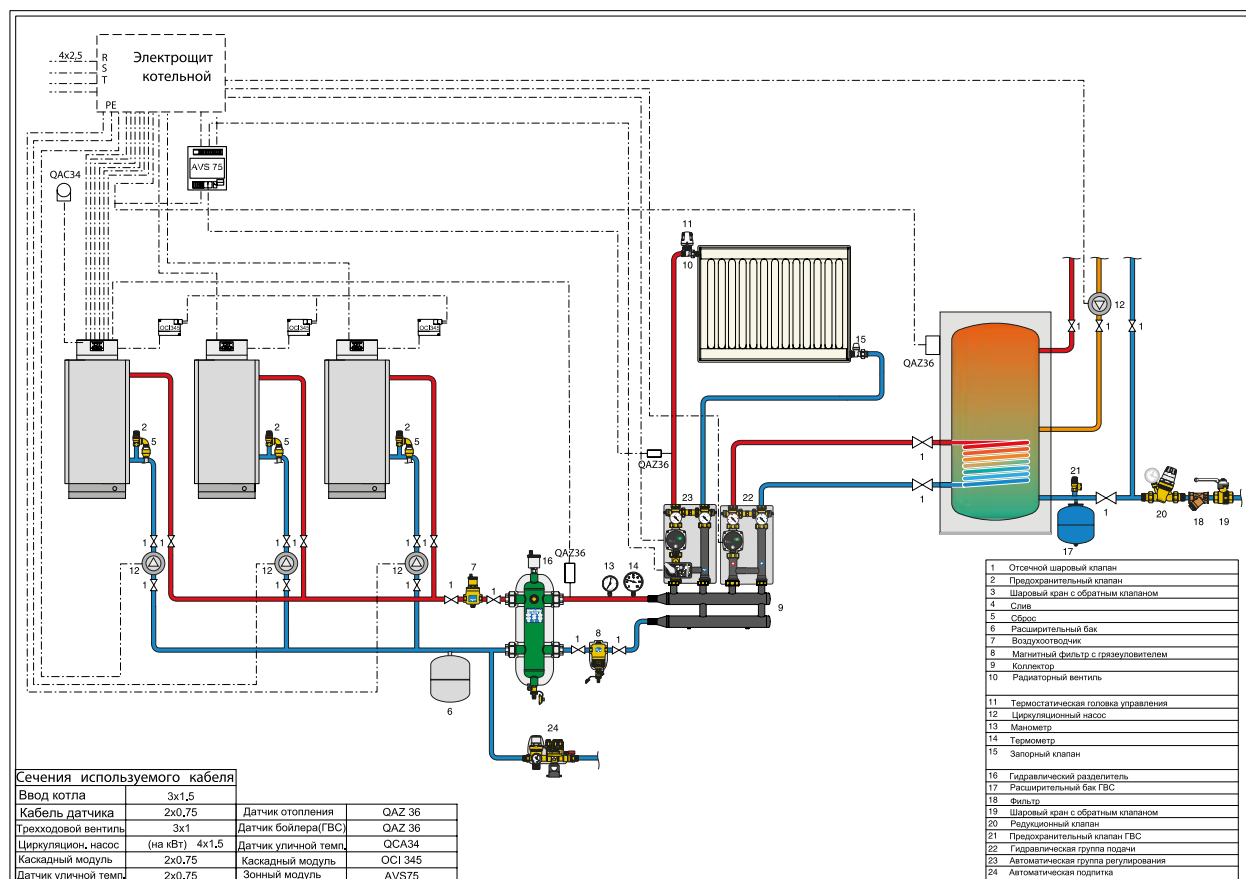 4x2,5
R
S
T
PE
Электрощит
котельной
AVS 75
QAC34
OCI345
OCI345
OCI345
11
10
15
12
1
1
1
QAZ36
2
5
2
5
2
5
QAZ36
1
1
21
1
20
18
19
17
23
22
1
1
1
12
12
12
1
1
1
7
1
1
16
QAZ36
13
14
9
1
8
1
6
24
1 Отсечной шаровый клапан
2 Предохранительный клапан
3 Шаровый кран с обратным клапаном
4 Слив
5 Сброс
6 Расширительный бак
7 Воздухоотводчик
8 Магнитный фильтр с грязеуловителем
9 Коллектор
10 Радиаторный вентиль
11 Термостатическая головка управления
12 Циркуляционный насос
13 Манометр
14 Термометр
15 Запорный клапан
16 Гидравлический разделитель
17 Расширительный бак ГВС
18 Фильтр
19 Шаровый кран с обратным клапаном
20 Редукционный клапан
21 Предохранительный клапан ГВС
22 Гидравлическая группа подачи
23 Автоматическая группа регулирования
24 Автоматическая подпитка
Сечения используемого кабеля
Ввод котла 3x1.5
Кабель датчика 2x0.75 Датчик отопления QAZ 36
Трехходовой вентиль 3x1 Датчик бойлера(ГВС) QAZ 36
Циркуляцион. насос (на кВт) 4x1.5 Датчик уличной темп. QCA34
Каскадный модуль 2x0.75 Каскадный модуль OCI 345
Датчик уличной темп. 2x0.75 Зонный модуль AVS75